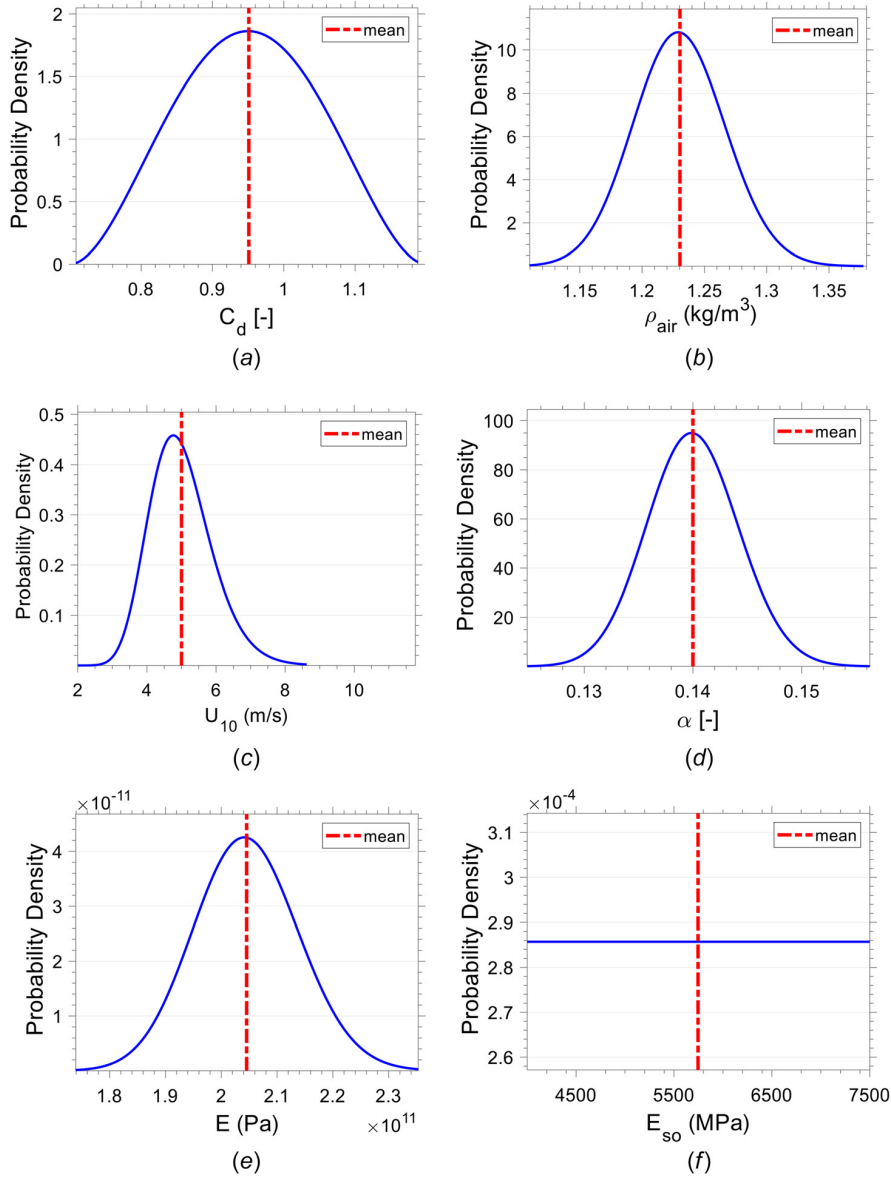 2
1.5
1
0.5
0
Probability Density
mean
0.8 0.9 1 1.1
C_d [-]
(a)
10
8
6
4
2
Probability Density
mean
1.15 1.2 1.25 1.3 1.35
ρ_air (kg/m³)
(b)
0.5
0.4
0.3
0.2
0.1
Probability Density
mean
2 4 6 8 10
U_10 (m/s)
(c)
100
80
60
40
20
Probability Density
mean
0.13 0.14 0.15
α [-]
(d)
×10⁻¹¹
4
3
2
1
Probability Density
mean
1.8 1.9 2 2.1 2.2 2.3
×10¹¹
E (Pa)
(e)
×10⁻⁴
3.1
3
2.9
2.8
2.7
2.6
Probability Density
mean
4500 5500 6500 7500
E_so (MPa)
(f)